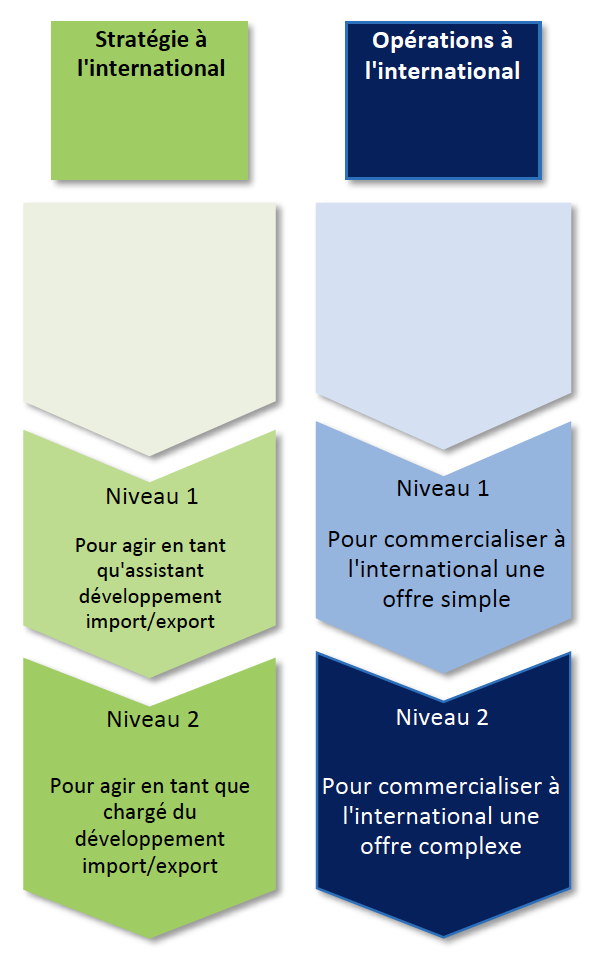 Stratégie à
l'international
Opérations à
l'international
Niveau 1
Pour agir en tant
qu'assistant
développement
import/export
Niveau 1
Pour commercialiser à
l'international une
offre simple
Niveau 2
Pour agir en tant que
chargé du
développement
import/export
Niveau 2
Pour commercialiser à
l'international une
offre complexe